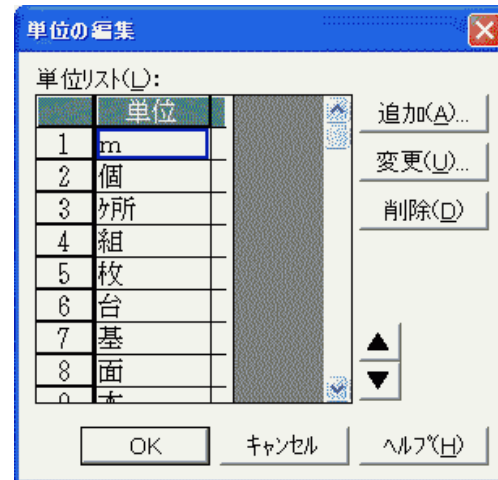 単位の編集
単位リスト(L):
単位
追加(A)...
1 m
変更(U)...
2 個
3 ｹ所
削除(D)
4 組
5 枚
6 台
7 基
8 面
9 本
OK キャンセル ヘルプ(H)